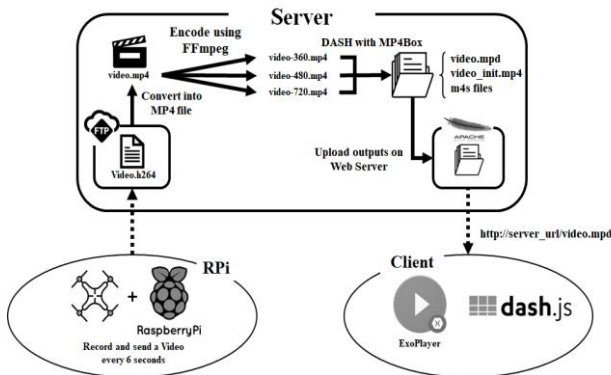 Server
Encode using
FFmpeg
DASH with MP4Box
video.mp4
video-360.mp4
video-480.mp4
video-720.mp4
video.mpd
video_init.mp4
m4s files
Convert into
MP4 file
FTP
Video.h264
Upload outputs on
Web Server
APACHE
http://server_url/video.mpd
RPi
+
RaspberryPi
Record and send a Video
every 6 seconds
Client
ExoPlayer
dash.js